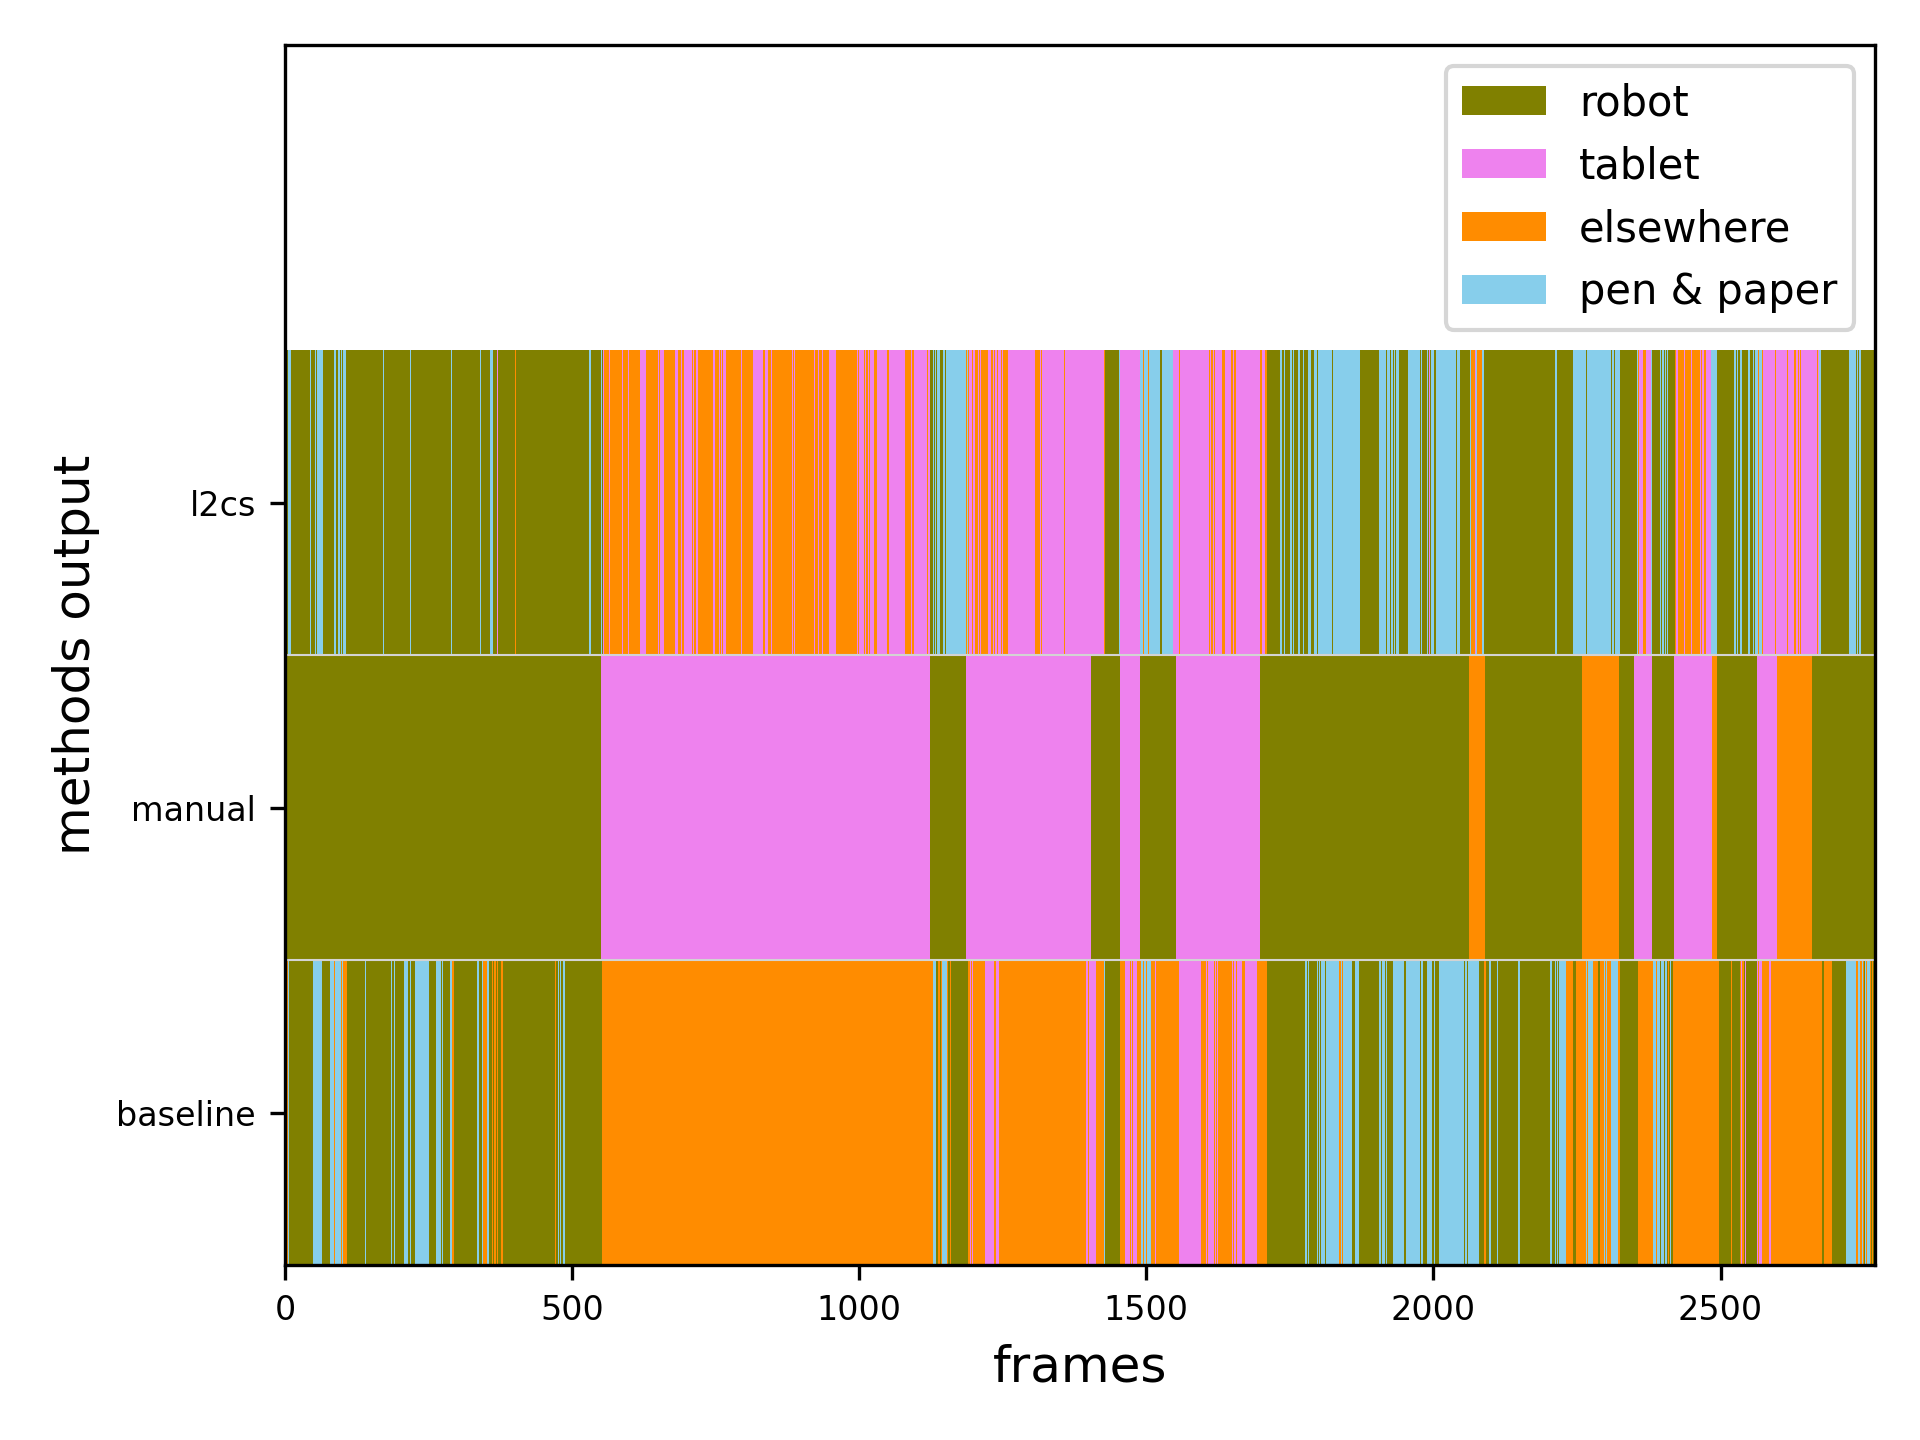 robot
tablet
elsewhere
pen & paper
methods output
l2cs
manual
baseline
0 500 1000 1500 2000 2500
frames